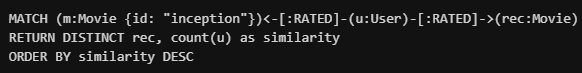 MATCH (m:Movie {id: "inception"})<-[:RATED]-(u:User)-[:RATED]->(rec:Movie)
RETURN DISTINCT rec, count(u) as similarity
ORDER BY similarity DESC